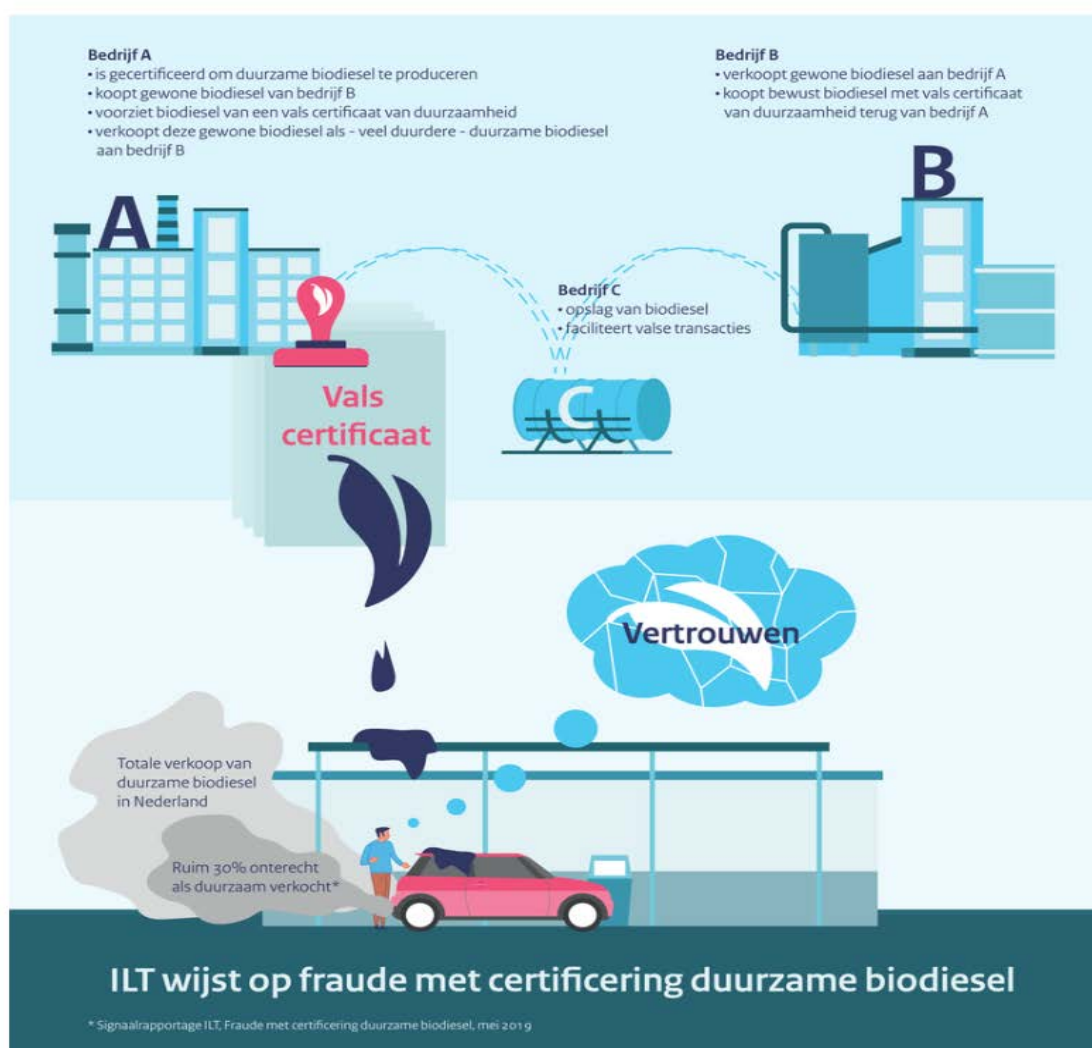 Bedrijf A
• is gecertificeerd om duurzame biodiesel te produceren
• koopt gewone biodiesel van bedrijf B
• voorziet biodiesel van een vals certificaat van duurzaamheid
• verkoopt deze gewone biodiesel als - veel duurdere - duurzame biodiesel
aan bedrijf B
Bedrijf B
• verkoopt gewone biodiesel aan bedrijf A
• koopt bewust biodiesel met vals certificaat
van duurzaamheid terug van bedrijf A
A
B
Bedrijf C
• opslag van biodiesel
• faciliteert valse transacties
C
Vals
certificaat
Vertrouwen
Totale verkoop van
duurzame biodiesel
in Nederland
Ruim 30% onterecht
als duurzaam verkocht*
ILT wijst op fraude met certificering duurzame biodiesel
* Signaalrapportage ILT, Fraude met certificering duurzame biodiesel, mei 2019